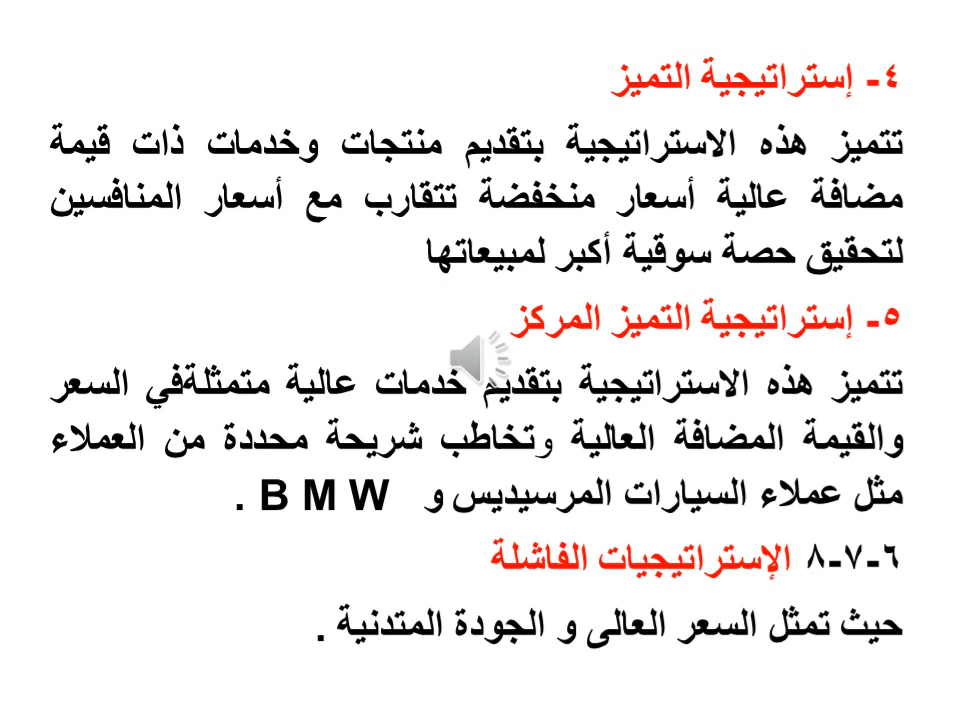 ٤- إستراتيجية التميز
تتميز هذه الاستراتيجية بتقديم منتجات وخدمات ذات قيمة
مضافة عالية أسعار منخفضة تتقارب مع أسعار المنافسين
لتحقيق حصة سوقية أكبر لمبيعاتها
٥- إستراتيجية التميز المركز
تتميز هذه الاستراتيجية بتقديم خدمات عالية متمثلةفي السعر
والقيمة المضافة العالية وتخاطب شريحة محددة من العملاء
مثل عملاء السيارات المرسيديس و B M W .
٦-٧-٨ الإستراتيجيات الفاشلة
حيث تمثل السعر العالى و الجودة المتدنية .